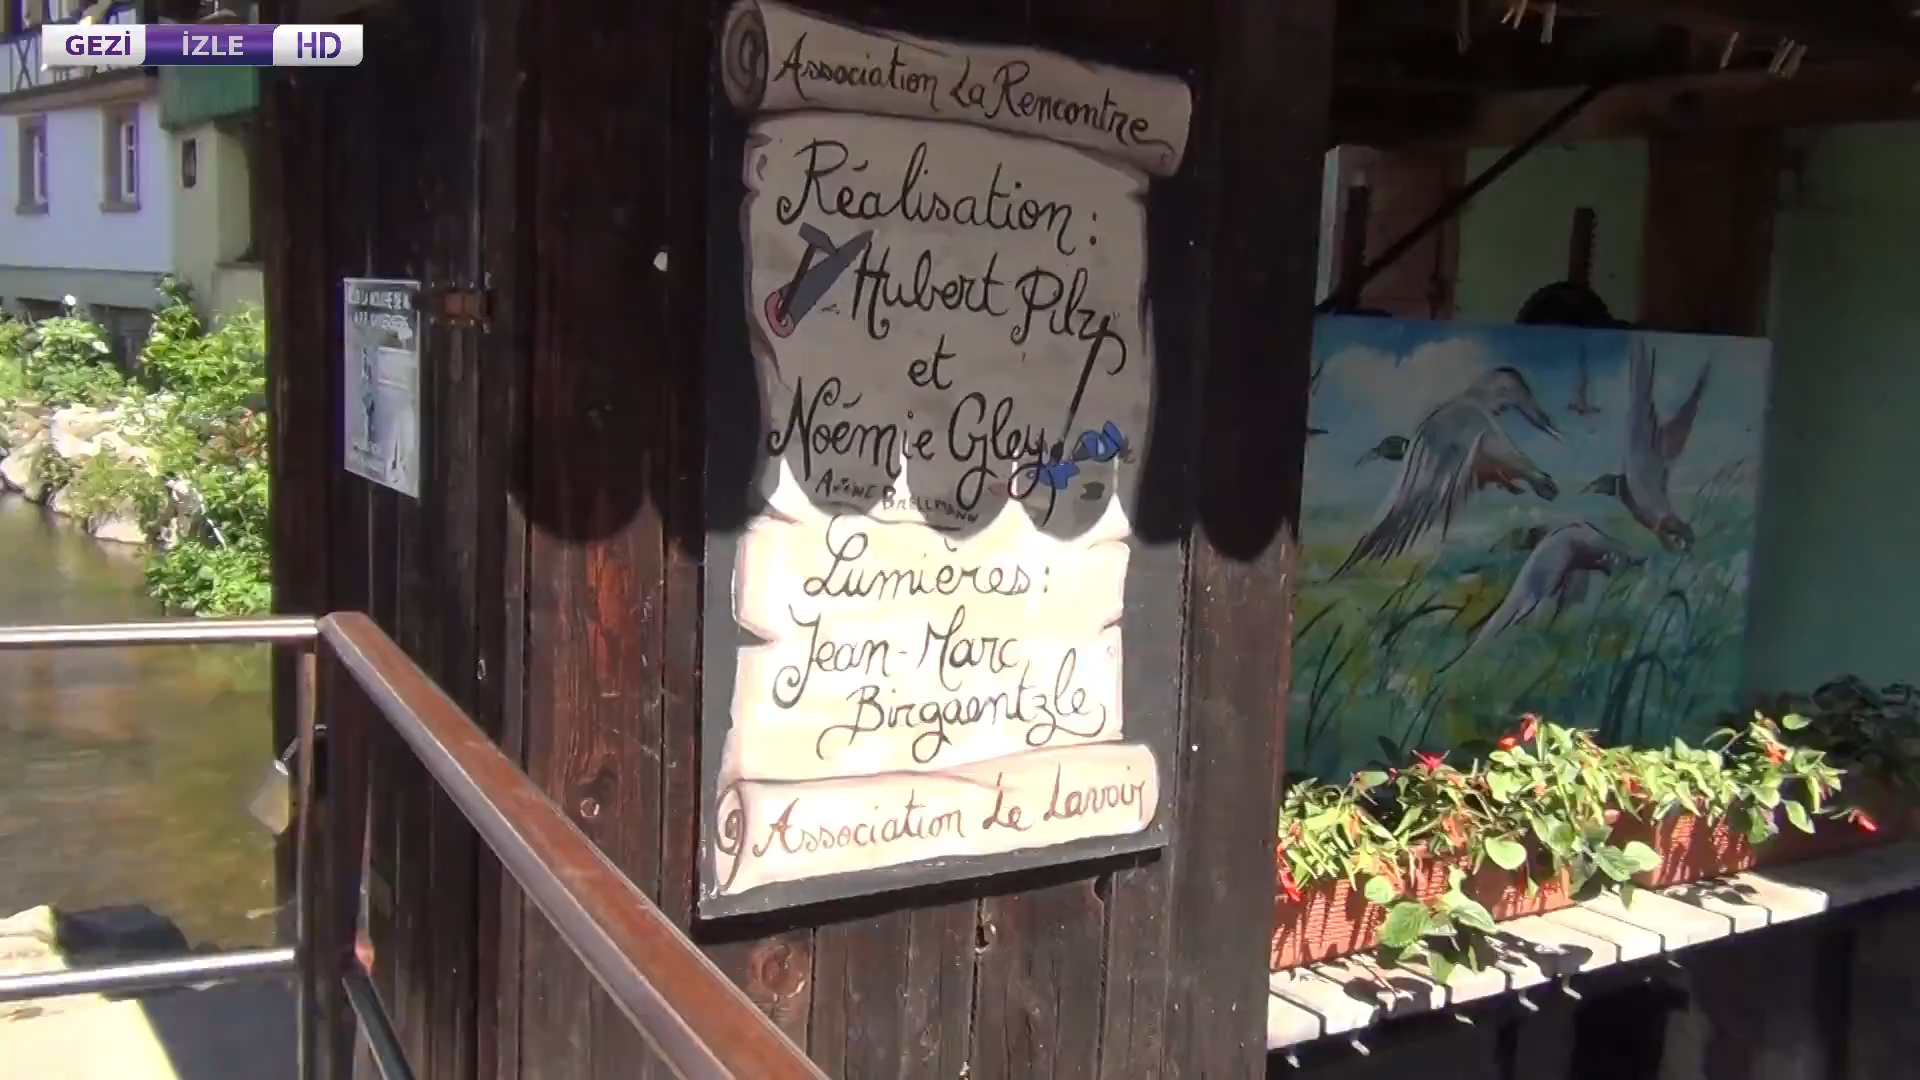 GEZİ İZLE HD
Association La Rencontre
Réalisation :
Hubert Pilz
et
Noémie Gley
Lumières :
Jean-Marc
Birgaentzle
Association Le Lavoir